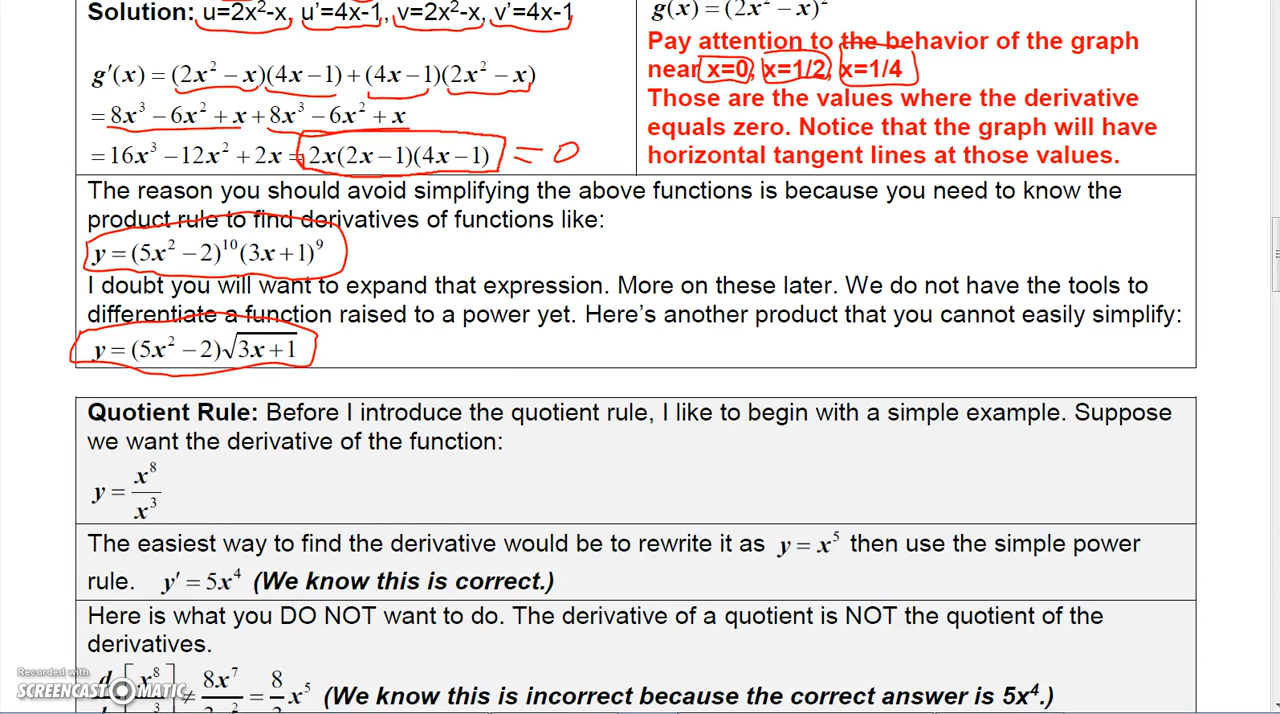 Solution: u=2x²-x, u'=4x-1, v=2x²-x, v'=4x-1
g′(x) = (2x² − x)(4x − 1) + (4x − 1)(2x² − x)
= 8x³ − 6x² + x + 8x³ − 6x² + x
= 16x³ − 12x² + 2x = 2x(2x − 1)(4x − 1) = 0
g(x) = (2x² − x)²
Pay attention to the behavior of the graph
near x=0, x=1/2, x=1/4
Those are the values where the derivative
equals zero. Notice that the graph will have
horizontal tangent lines at those values.
The reason you should avoid simplifying the above functions is because you need to know the
product rule to find derivatives of functions like:
y = (5x² − 2)¹⁰(3x + 1)⁹
I doubt you will want to expand that expression. More on these later. We do not have the tools to
differentiate a function raised to a power yet. Here's another product that you cannot easily simplify:
y = (5x² − 2)√3x + 1
Quotient Rule: Before I introduce the quotient rule, I like to begin with a simple example. Suppose
we want the derivative of the function:
y = x⁸/x³
The easiest way to find the derivative would be to rewrite it as y = x⁵ then use the simple power
rule. y′ = 5x⁴ (We know this is correct.)
Here is what you DO NOT want to do. The derivative of a quotient is NOT the quotient of the
derivatives.
Recorded with
SCREENCAST-O-MATIC
≠ 8x⁷ = 8 x⁵ (We know this is incorrect because the correct answer is 5x⁴.)